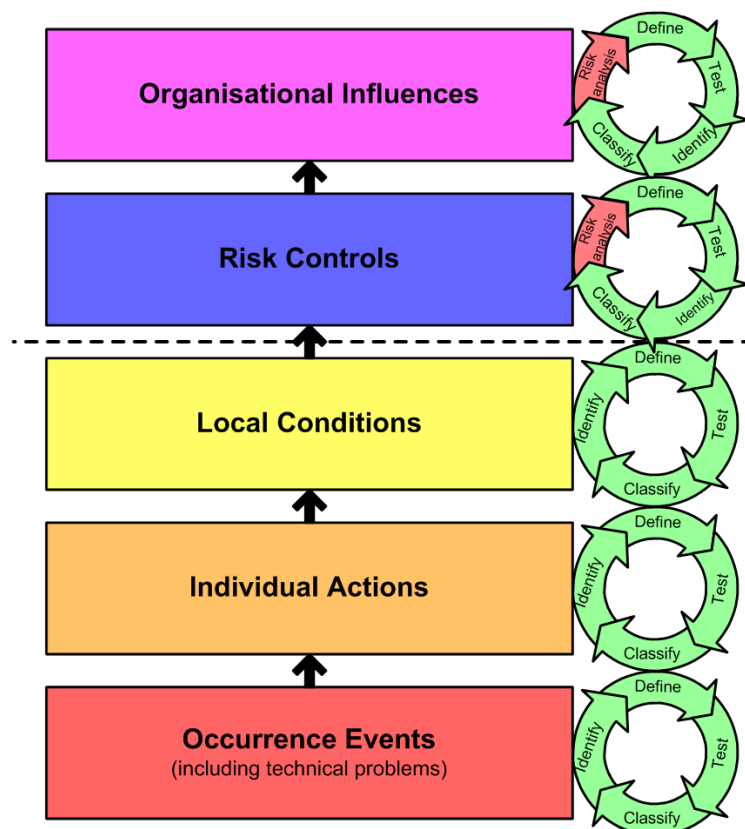 Organisational Influences
Define
Test
Identify
Classify
Risk
analysis
Risk Controls
Define
Test
Identify
Classify
Risk
analysis
Local Conditions
Define
Test
Classify
Identify
Individual Actions
Define
Test
Classify
Identify
Occurrence Events
(including technical problems)
Define
Test
Classify
Identify